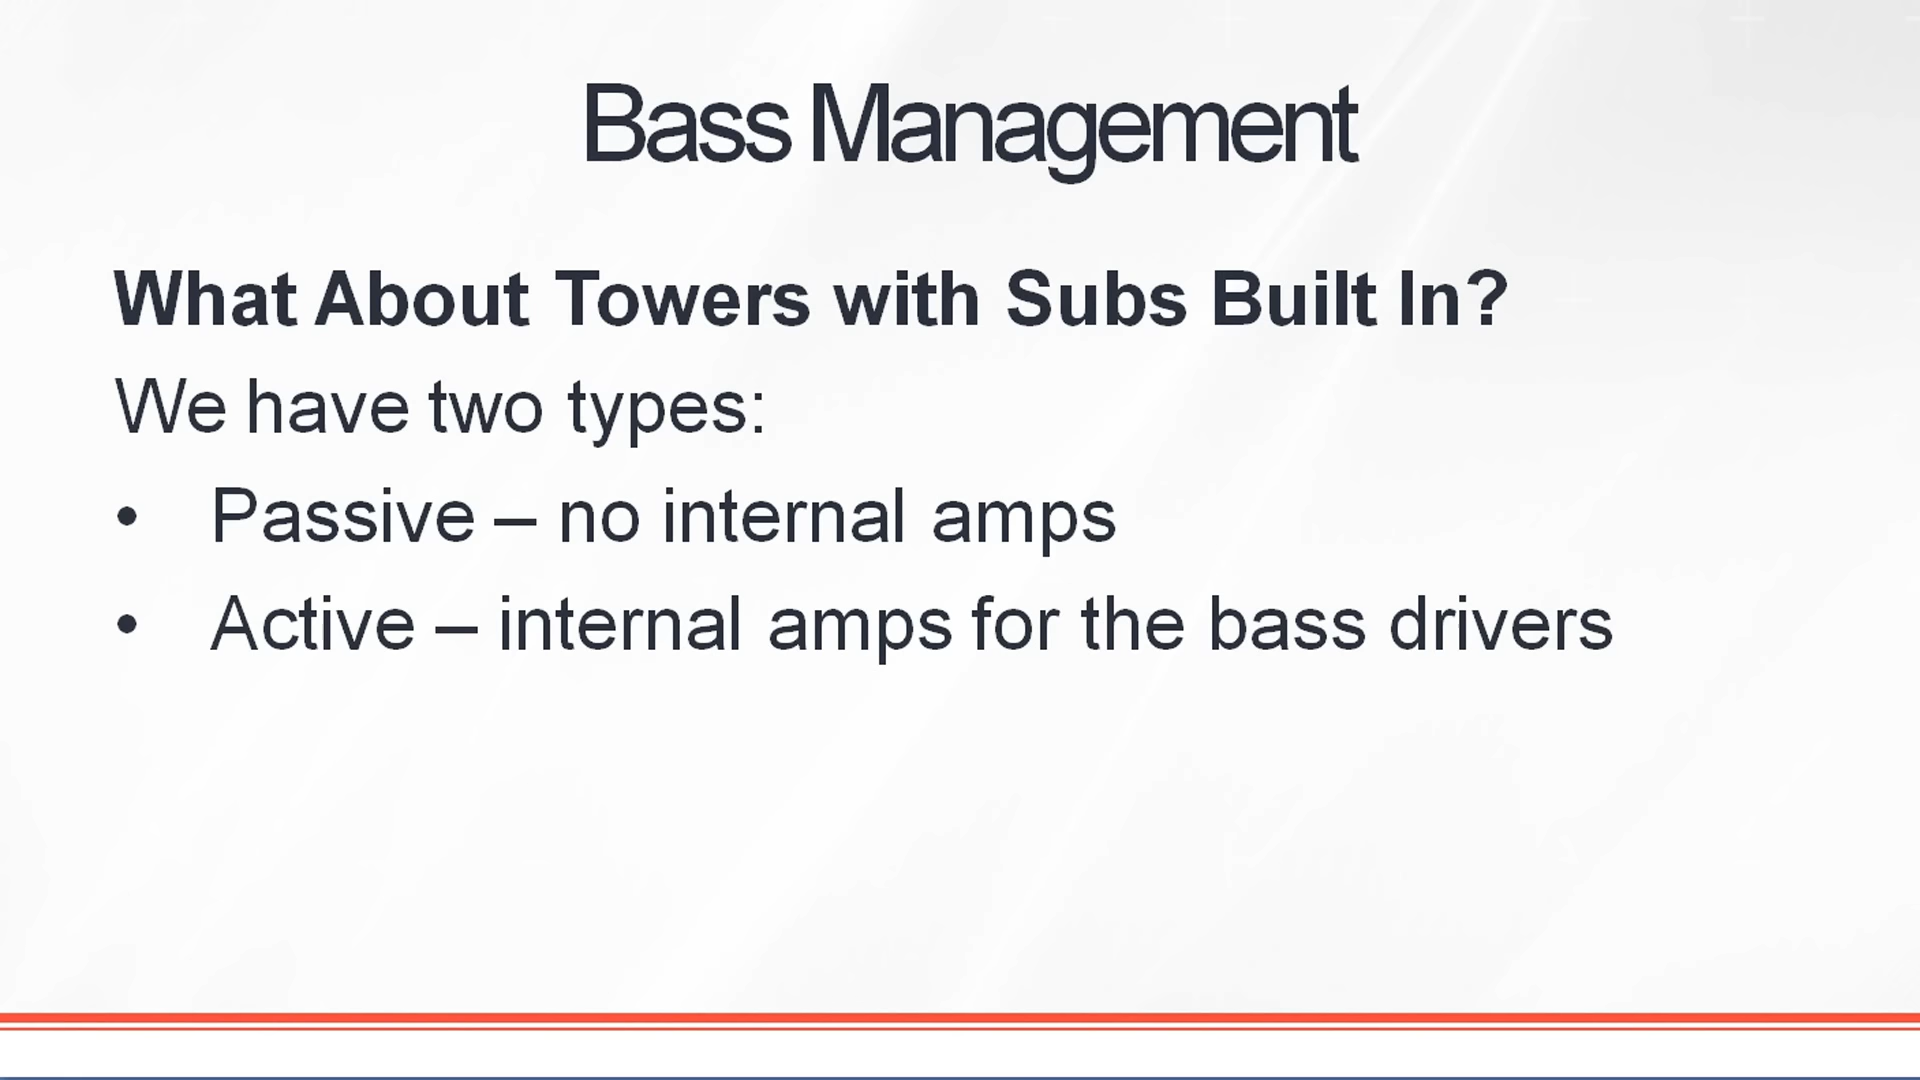 Bass Management
What About Towers with Subs Built In?
We have two types:
• Passive – no internal amps
• Active – internal amps for the bass drivers